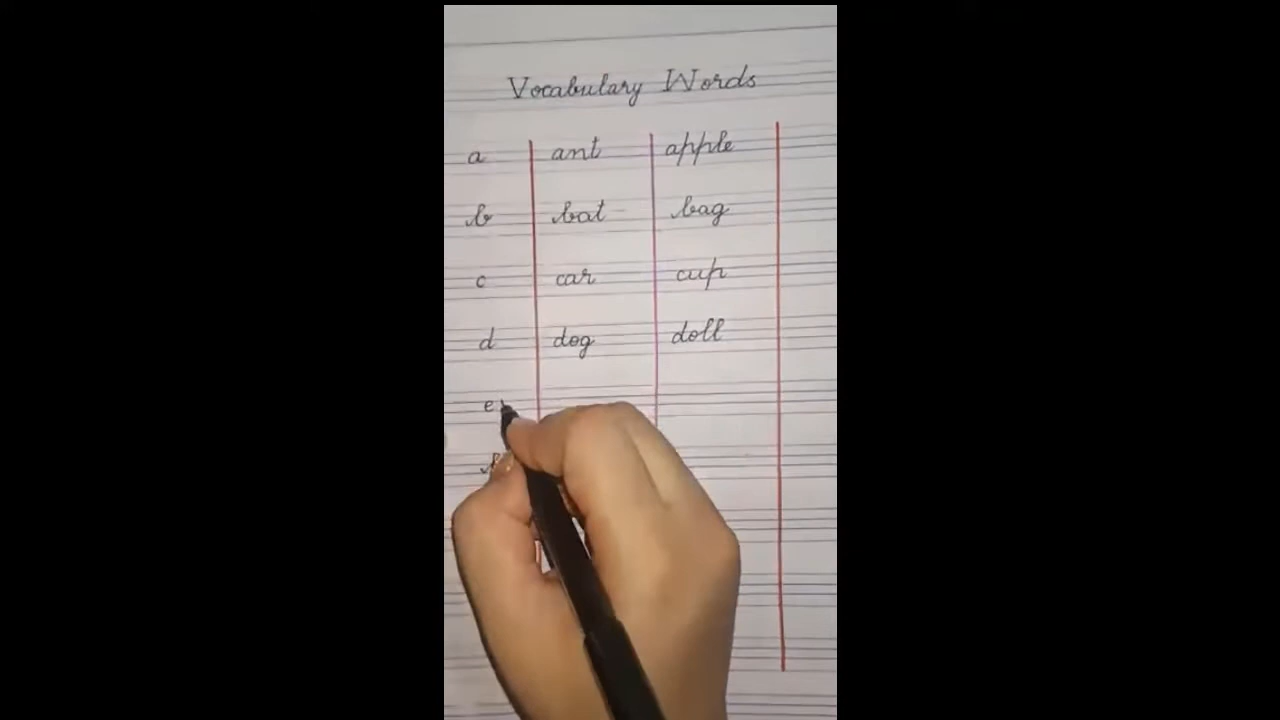 Vocabulary Words
a ant apple
b bat bag
c car cup
d dog doll
e